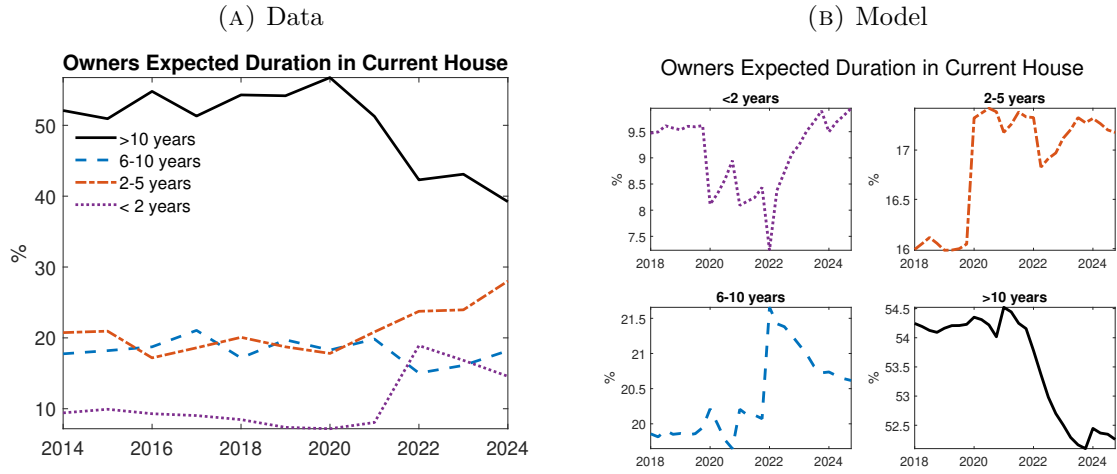 (A) Data
Owners Expected Duration in Current House
%
50
40
30
20
10
>10 years
6-10 years
2-5 years
< 2 years
2014 2016 2018 2020 2022 2024
(B) Model
Owners Expected Duration in Current House
<2 years
%
9.5
9
8.5
8
7.5
2018 2020 2022 2024
2-5 years
%
17
16
2018 2020 2022 2024
6-10 years
%
21.5
21
20.5
20
2018 2020 2022 2024
>10 years
%
54.5
54
53.5
53
52.5
2018 2020 2022 2024